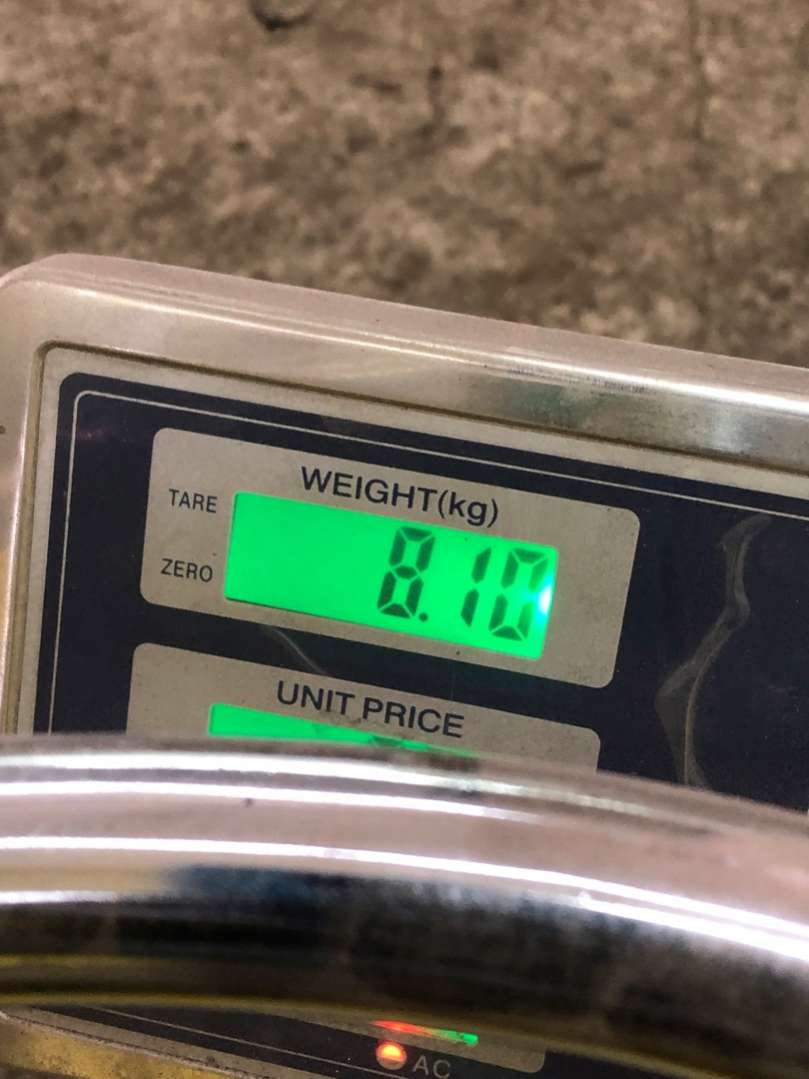 WEIGHT(kg)
TARE
8.10
ZERO
UNIT PRICE
AC